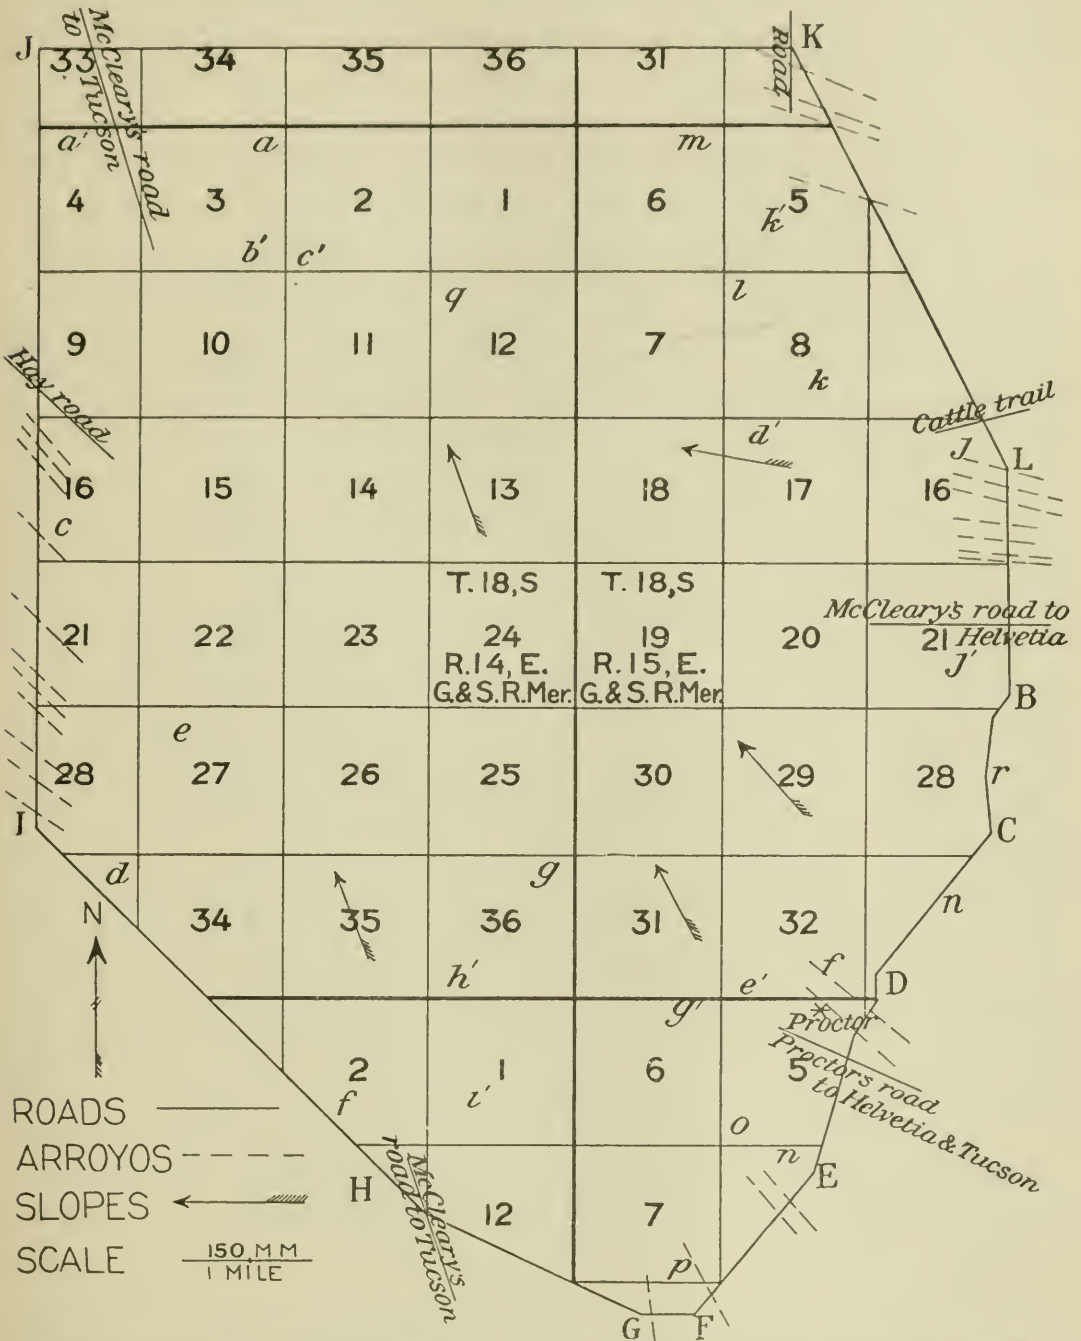 J
K
33
34
35
36
31
McCleary's road
to Tucson
Road
a'
a
m
4
3
2
1
6
5
k'
b'
c'
q
l
9
10
11
12
7
8
k
Hay road
Cattle trail
d'
J
L
16
15
14
13
18
17
16
c
T. 18, S
T. 18, S
21
22
23
24
19
20
21
R. 14, E.
R. 15, E.
G. & S. R. Mer.
G. & S. R. Mer.
McCleary's road to
Helvetia
J'
B
e
28
27
26
25
30
29
28
r
I
C
d
g
n
N
34
35
36
31
32
h'
e'
f
D
g'
Proctor
Proctor's road
to Helvetia & Tucson
2
1
6
5
f
i'
o
n
E
ROADS
ARROYOS
SLOPES
SCALE 150 MM
1 MILE
H
McCleary's
road to Tucson
12
7
p
G
F